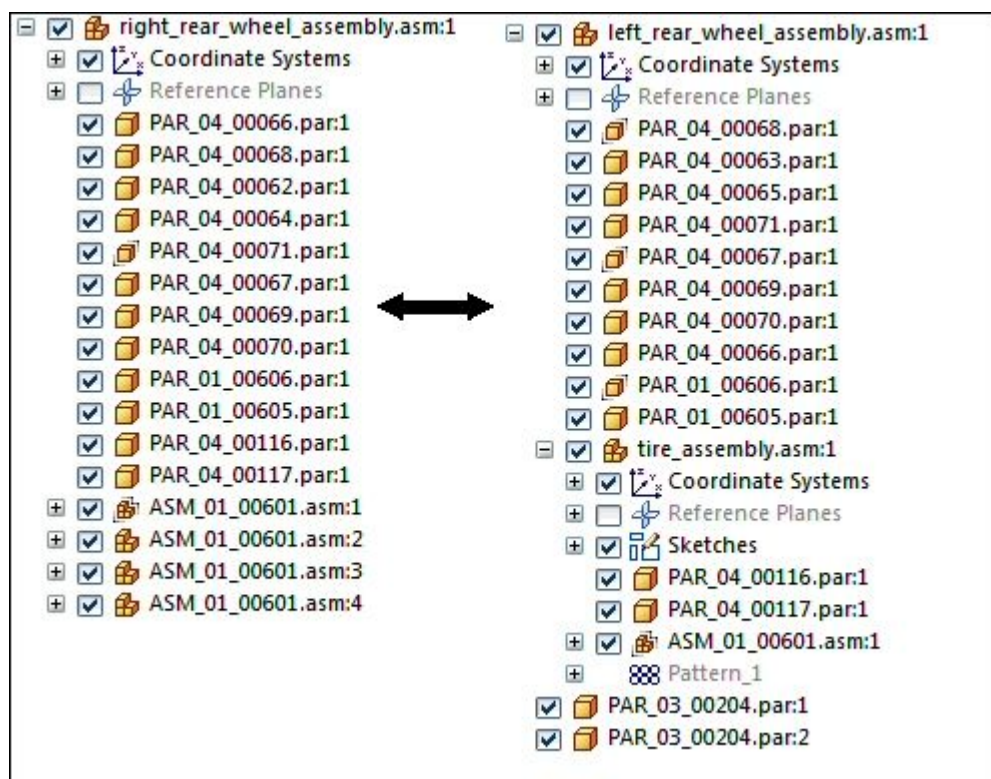 right_rear_wheel_assembly.asm:1
Coordinate Systems
Reference Planes
PAR_04_00066.par:1
PAR_04_00068.par:1
PAR_04_00062.par:1
PAR_04_00064.par:1
PAR_04_00071.par:1
PAR_04_00067.par:1
PAR_04_00069.par:1
PAR_04_00070.par:1
PAR_01_00606.par:1
PAR_01_00605.par:1
PAR_04_00116.par:1
PAR_04_00117.par:1
ASM_01_00601.asm:1
ASM_01_00601.asm:2
ASM_01_00601.asm:3
ASM_01_00601.asm:4
left_rear_wheel_assembly.asm:1
Coordinate Systems
Reference Planes
PAR_04_00068.par:1
PAR_04_00063.par:1
PAR_04_00065.par:1
PAR_04_00071.par:1
PAR_04_00067.par:1
PAR_04_00069.par:1
PAR_04_00070.par:1
PAR_04_00066.par:1
PAR_01_00606.par:1
PAR_01_00605.par:1
tire_assembly.asm:1
Coordinate Systems
Reference Planes
Sketches
PAR_04_00116.par:1
PAR_04_00117.par:1
ASM_01_00601.asm:1
Pattern_1
PAR_03_00204.par:1
PAR_03_00204.par:2